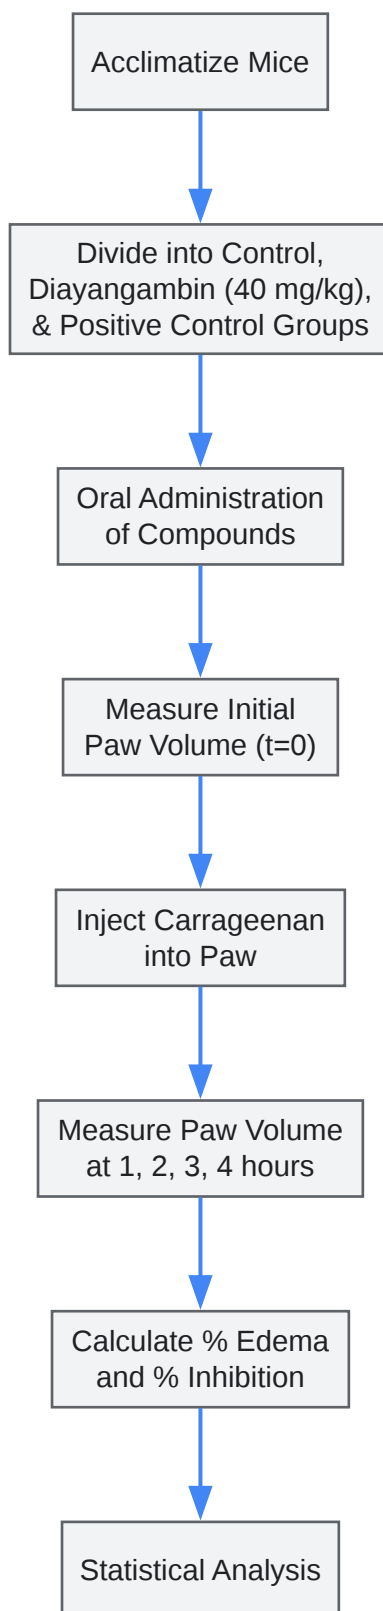 Acclimatize Mice
Divide into Control,
Diayangambin (40 mg/kg),
& Positive Control Groups
Oral Administration
of Compounds
Measure Initial
Paw Volume (t=0)
Inject Carrageenan
into Paw
Measure Paw Volume
at 1, 2, 3, 4 hours
Calculate % Edema
and % Inhibition
Statistical Analysis